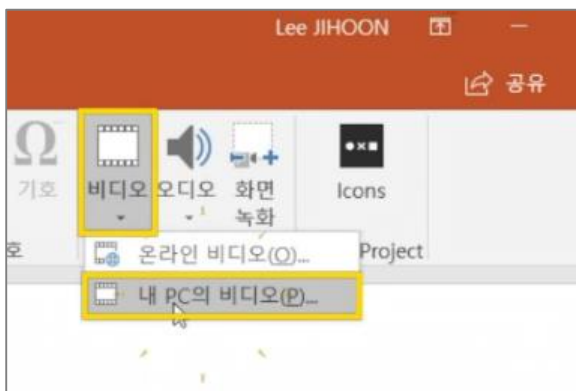 Lee JIHOON
공유
Ω
기호 비디오 오디오 화면 녹화 Icons
호 Project
온라인 비디오(O)...
내 PC의 비디오(P)...